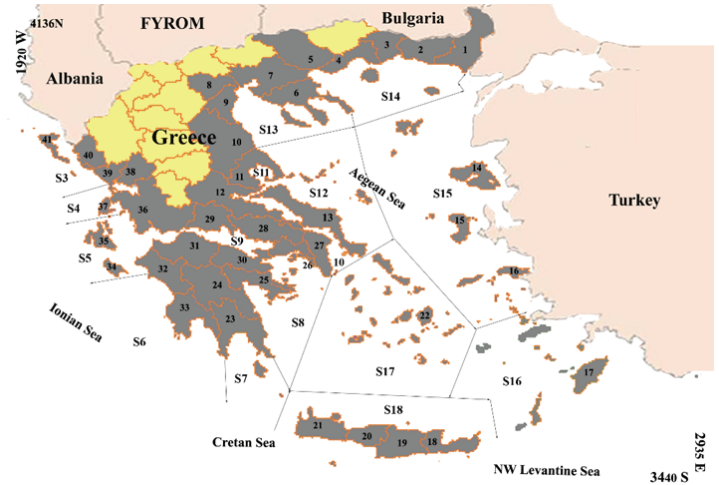 Bulgaria
4136N
FYROM
1920 W
Albania
1
2
3
4
5
6
7
8
9
10
S14
S13
Greece
41
40
39
38
11
S11
S3
14
Aegean Sea
S12
S15
12
Turkey
37
36
S4
13
15
29
28
35
S9
27
31
S5
30
26
10
34
32
25
16
24
33
22
Ionian Sea
23
S8
S6
S7
S17
S16
17
S18
21
20
19
18
Cretan Sea
NW Levantine Sea
2935 E
3440 S